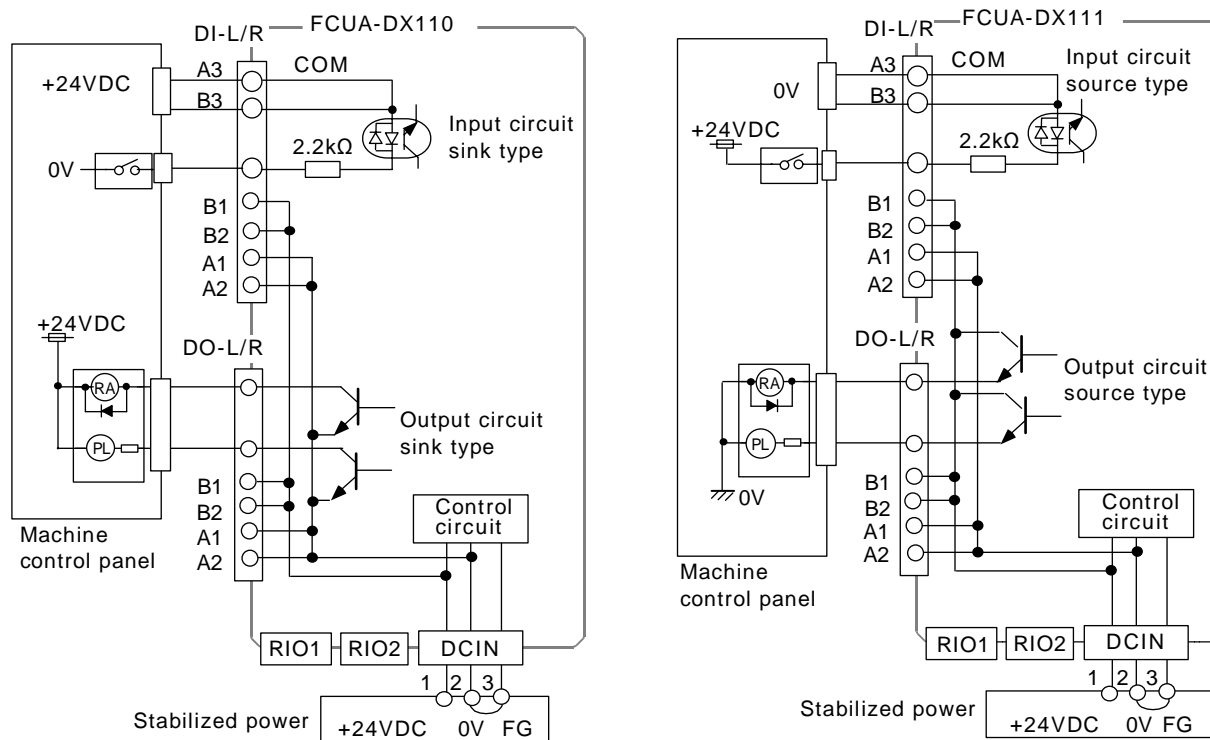 FCUA-DX110
DI-L/R
+24VDC
A3
COM
B3
Input circuit
sink type
2.2kΩ
0V
B1
B2
A1
A2
+24VDC
DO-L/R
RA
PL
Output circuit
sink type
B1
B2
A1
A2
Control
circuit
Machine
control panel
RIO1
RIO2
DCIN
1
2
3
Stabilized power
+24VDC
0V
FG
FCUA-DX111
DI-L/R
0V
A3
COM
B3
Input circuit
source type
+24VDC
2.2kΩ
B1
B2
A1
A2
DO-L/R
RA
PL
0V
Output circuit
source type
B1
B2
A1
A2
Control
circuit
Machine
control panel
RIO1
RIO2
DCIN
1
2
3
Stabilized power
+24VDC
0V
FG